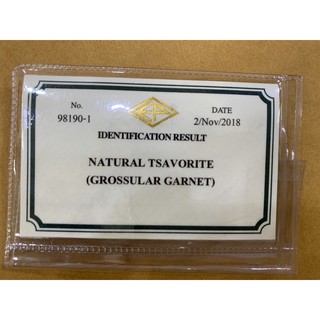 No. DATE
98190-1 2/Nov/2018
IDENTIFICATION RESULT
NATURAL TSAVORITE
(GROSSULAR GARNET)